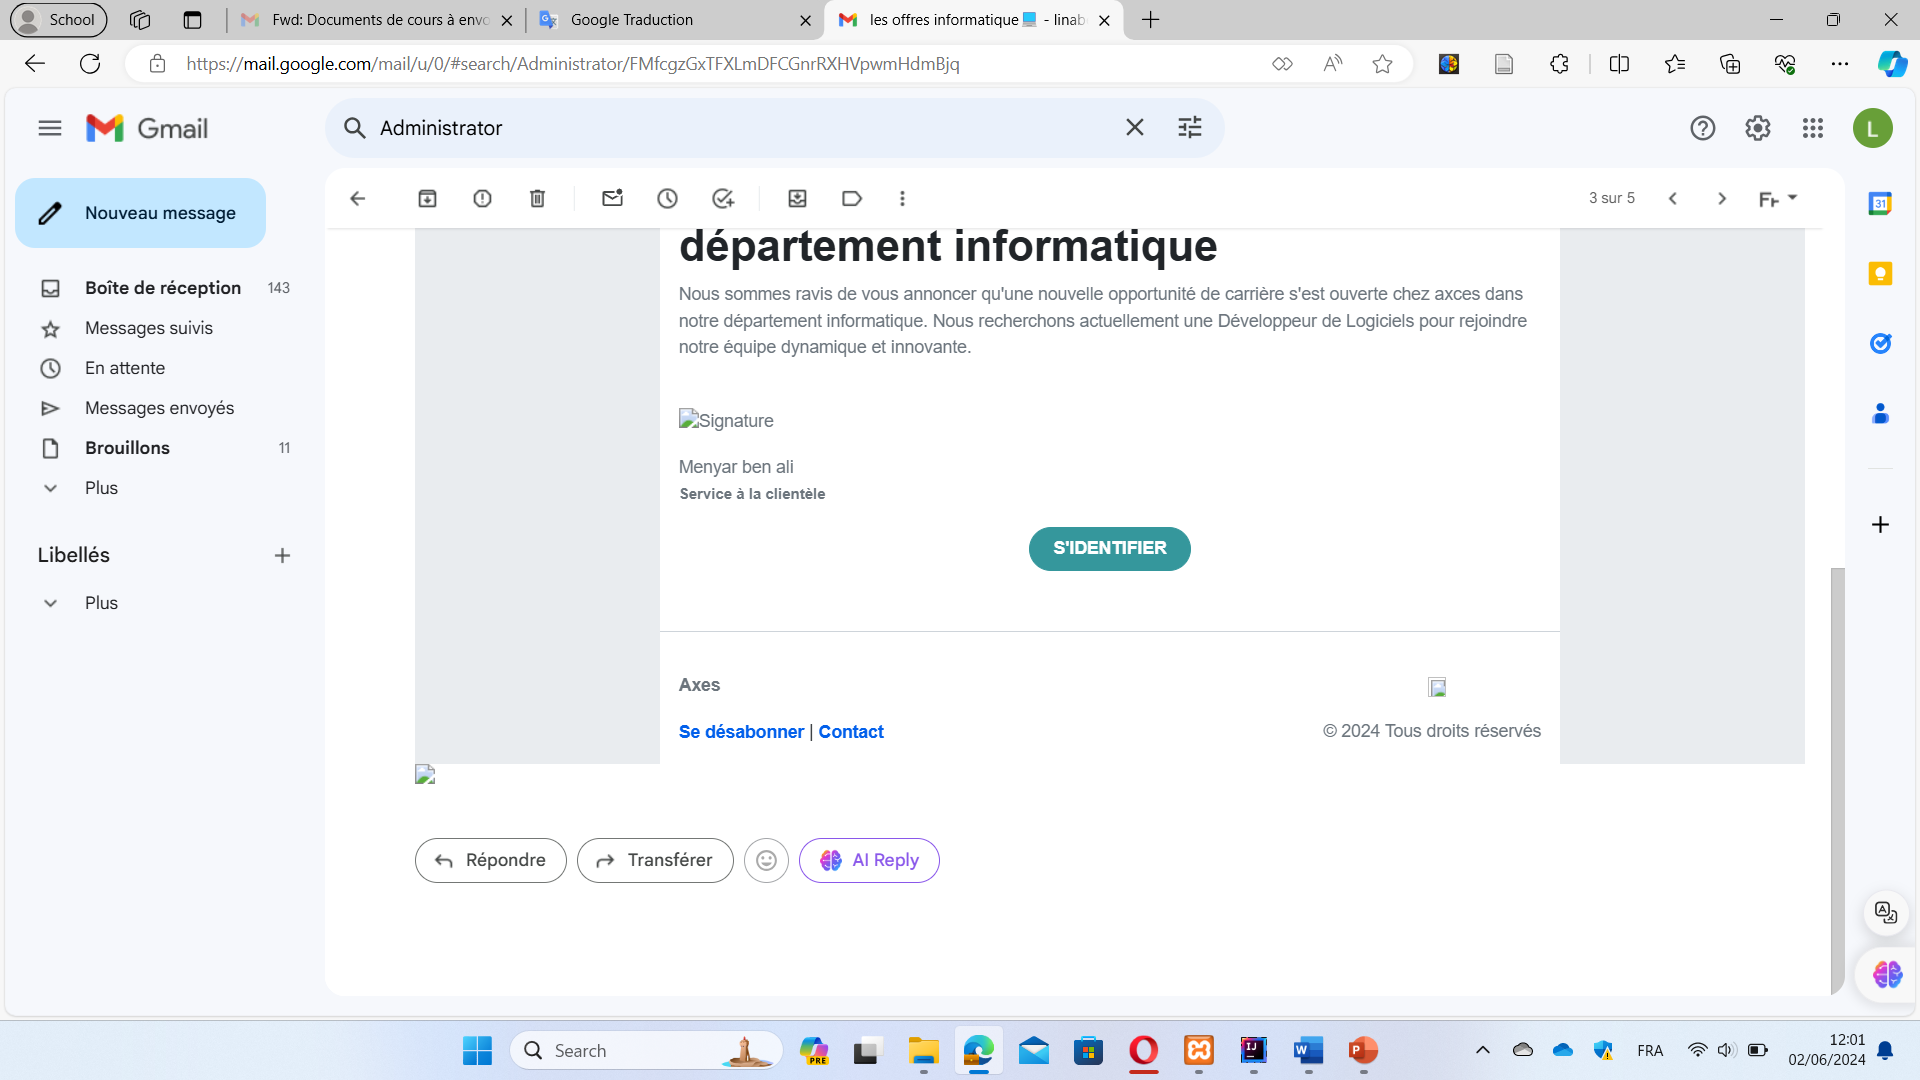 School
Fwd: Documents de cours à envo
Google Traduction
les offres informatique - linab
https://mail.google.com/mail/u/0/#search/Administrator/FMfcgzGxTFXLmDFCGnrRXHVpwmHdmBjq
Gmail
Administrator
L
Nouveau message
3 sur 5
31
Boîte de réception 143
Messages suivis
En attente
Messages envoyés
Brouillons 11
Plus
Libellés
Plus
département informatique
Nous sommes ravis de vous annoncer qu'une nouvelle opportunité de carrière s'est ouverte chez axces dans
notre département informatique. Nous recherchons actuellement une Développeur de Logiciels pour rejoindre
notre équipe dynamique et innovante.
Signature
Menyar ben ali
Service à la clientèle
S'IDENTIFIER
Axes
Se désabonner | Contact
© 2024 Tous droits réservés
Répondre
Transférer
AI Reply
Search
PRE
FRA
12:01
02/06/2024